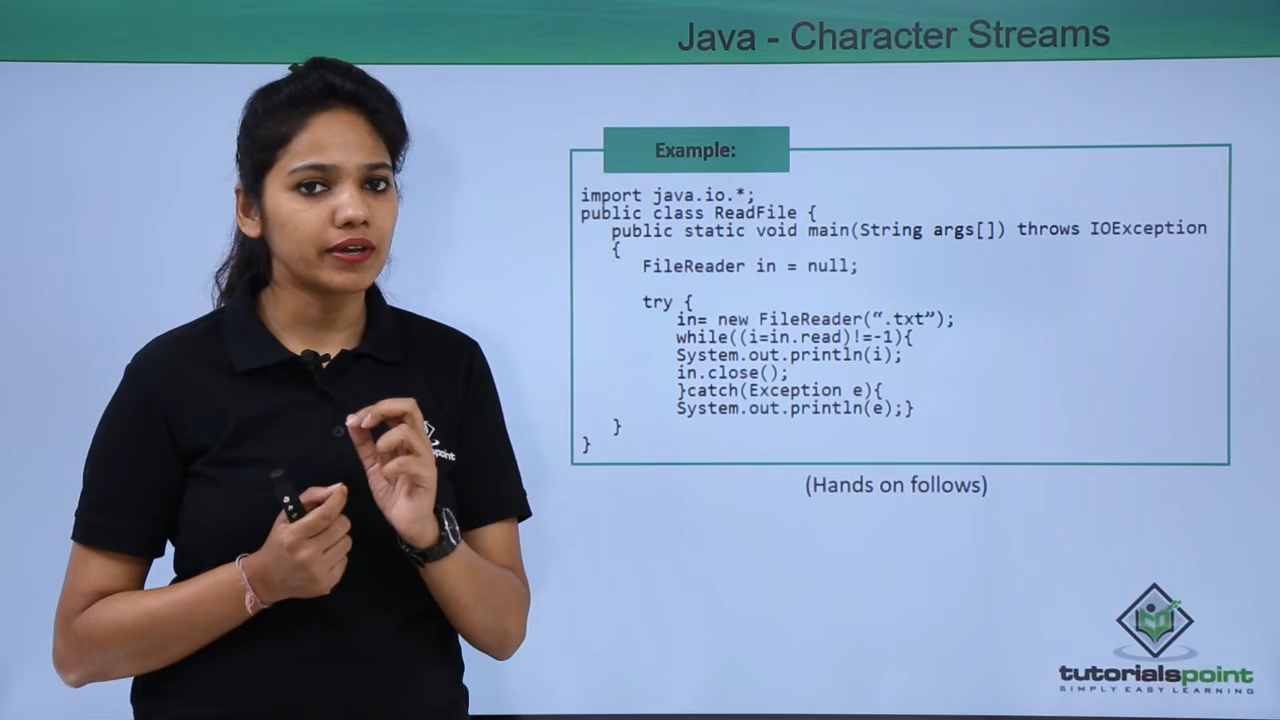 Java - Character Streams
Example:
import java.io.*;
public class ReadFile {
public static void main(String args[]) throws IOException
{
FileReader in = null;
try {
in= new FileReader(“.txt”);
while((i=in.read)!=-1){
System.out.println(i);
in.close();
}catch(Exception e){
System.out.println(e);}
}
}
(Hands on follows)
tutorialspoint
SIMPLY EASY LEARNING